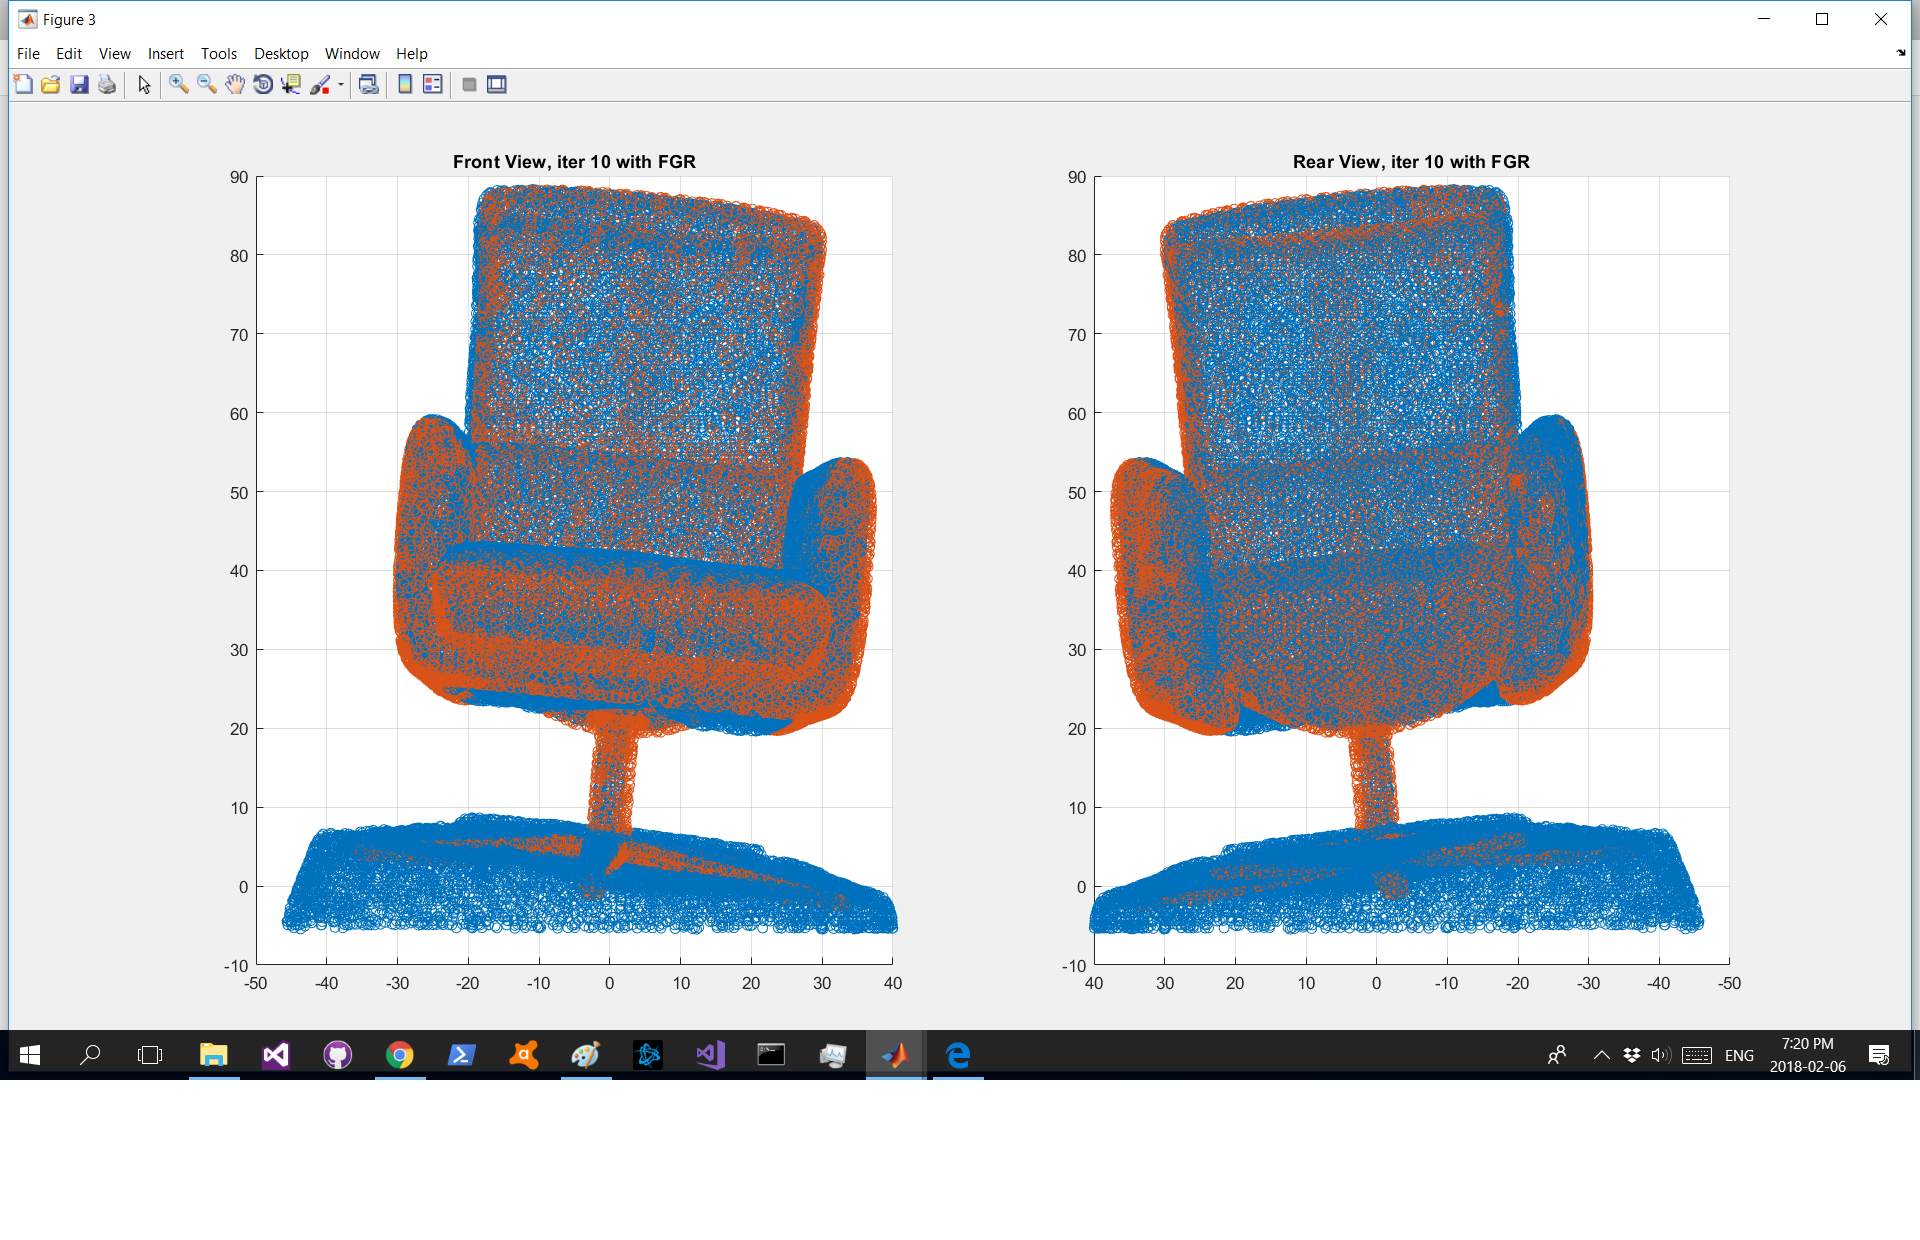 Figure 3
File Edit View Insert Tools Desktop Window Help
Front View, iter 10 with FGR
90
80
70
60
50
40
30
20
10
0
-10
-50 -40 -30 -20 -10 0 10 20 30 40
Rear View, iter 10 with FGR
90
80
70
60
50
40
30
20
10
0
-10
40 30 20 10 0 -10 -20 -30 -40 -50
ENG
7:20 PM
2018-02-06